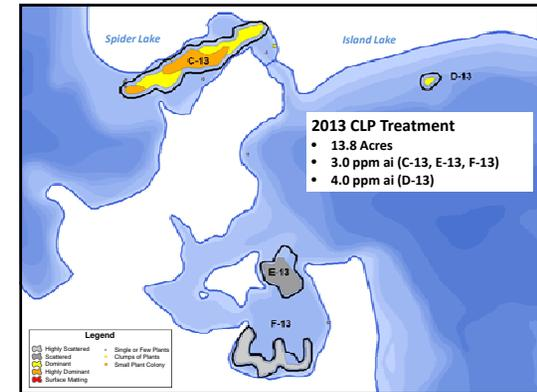 Spider Lake
Island Lake
C-13
D-13
2013 CLP Treatment
• 13.8 Acres
• 3.0 ppm ai (C-13, E-13, F-13)
• 4.0 ppm ai (D-13)
E-13
F-13
Legend
Highly Scattered
Scattered
Dominant
Highly Dominant
Surface Matting
Single or Few Plants
Clumps of Plants
Small Plant Colony